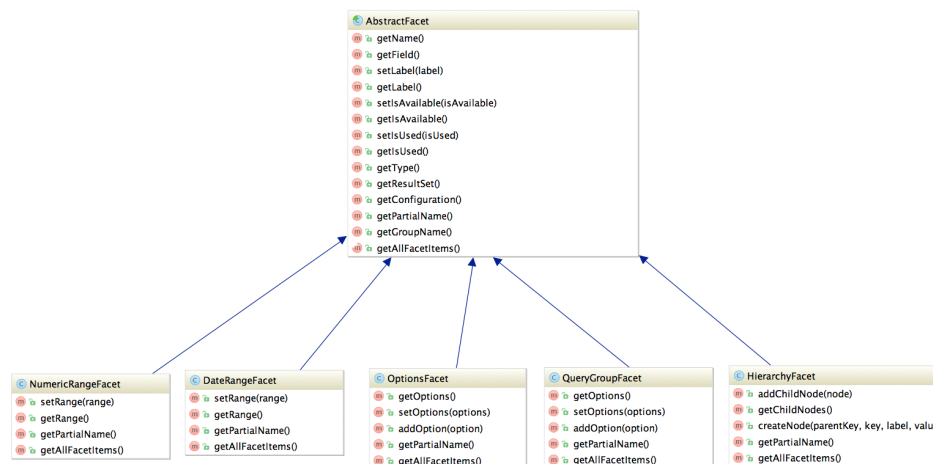 AbstractFacet
getName()
getField()
setLabel(label)
getLabel()
setIsAvailable(isAvailable)
getIsAvailable()
setIsUsed(isUsed)
getIsUsed()
getType()
getResultSet()
getConfiguration()
getPartialName()
getGroupName()
getAllFacetItems()
NumericRangeFacet
setRange(range)
getRange()
getPartialName()
getAllFacetItems()
DateRangeFacet
setRange(range)
getRange()
getPartialName()
getAllFacetItems()
OptionsFacet
getOptions()
setOptions(options)
addOption(option)
getPartialName()
getAllFacetItems()
QueryGroupFacet
getOptions()
setOptions(options)
addOption(option)
getPartialName()
getAllFacetItems()
HierarchyFacet
addChildNode(node)
getChildNodes()
createNode(parentKey, key, label, valu
getPartialName()
getAllFacetItems()